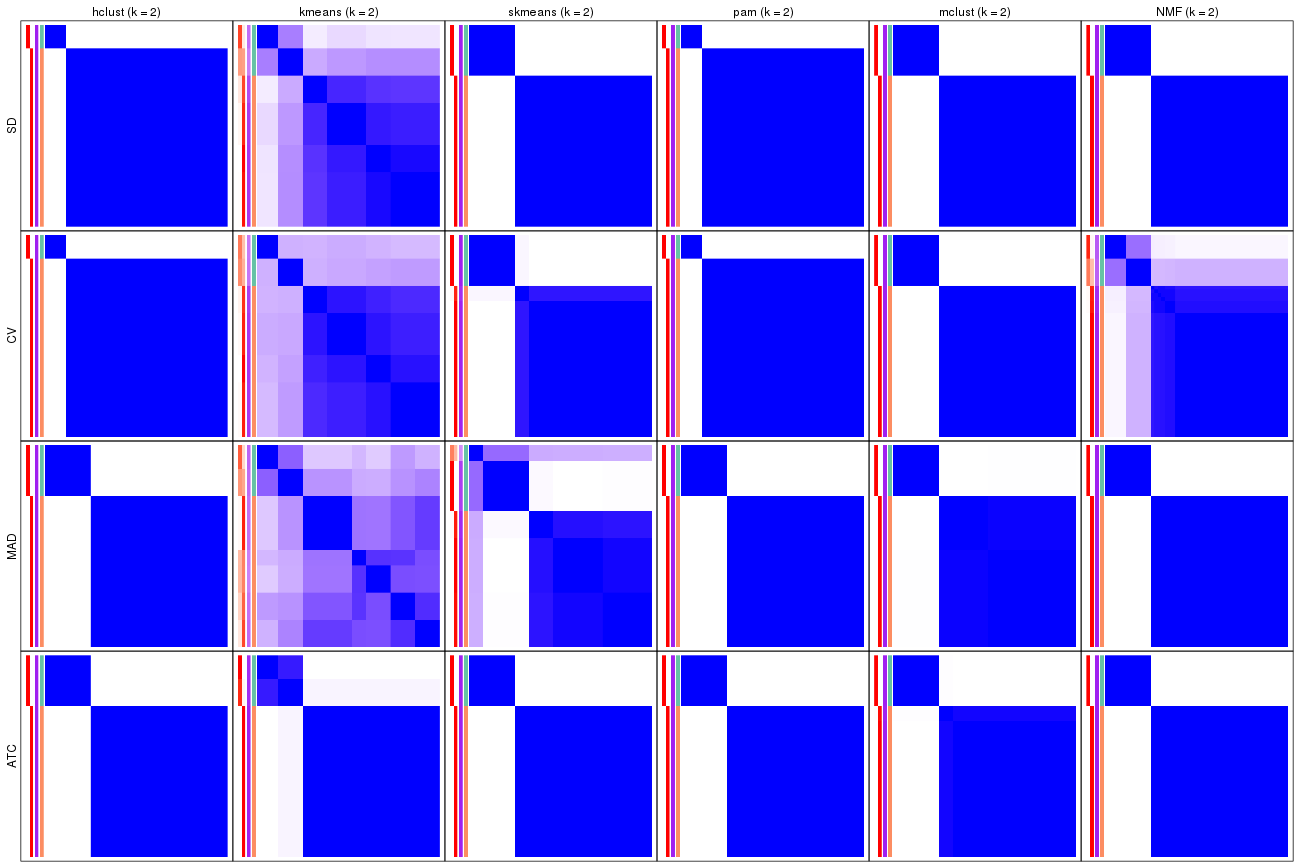 hclust (k = 2) kmeans (k = 2) skmeans (k = 2) pam (k = 2) mclust (k = 2) NMF (k = 2)
SD
CV
MAD
ATC